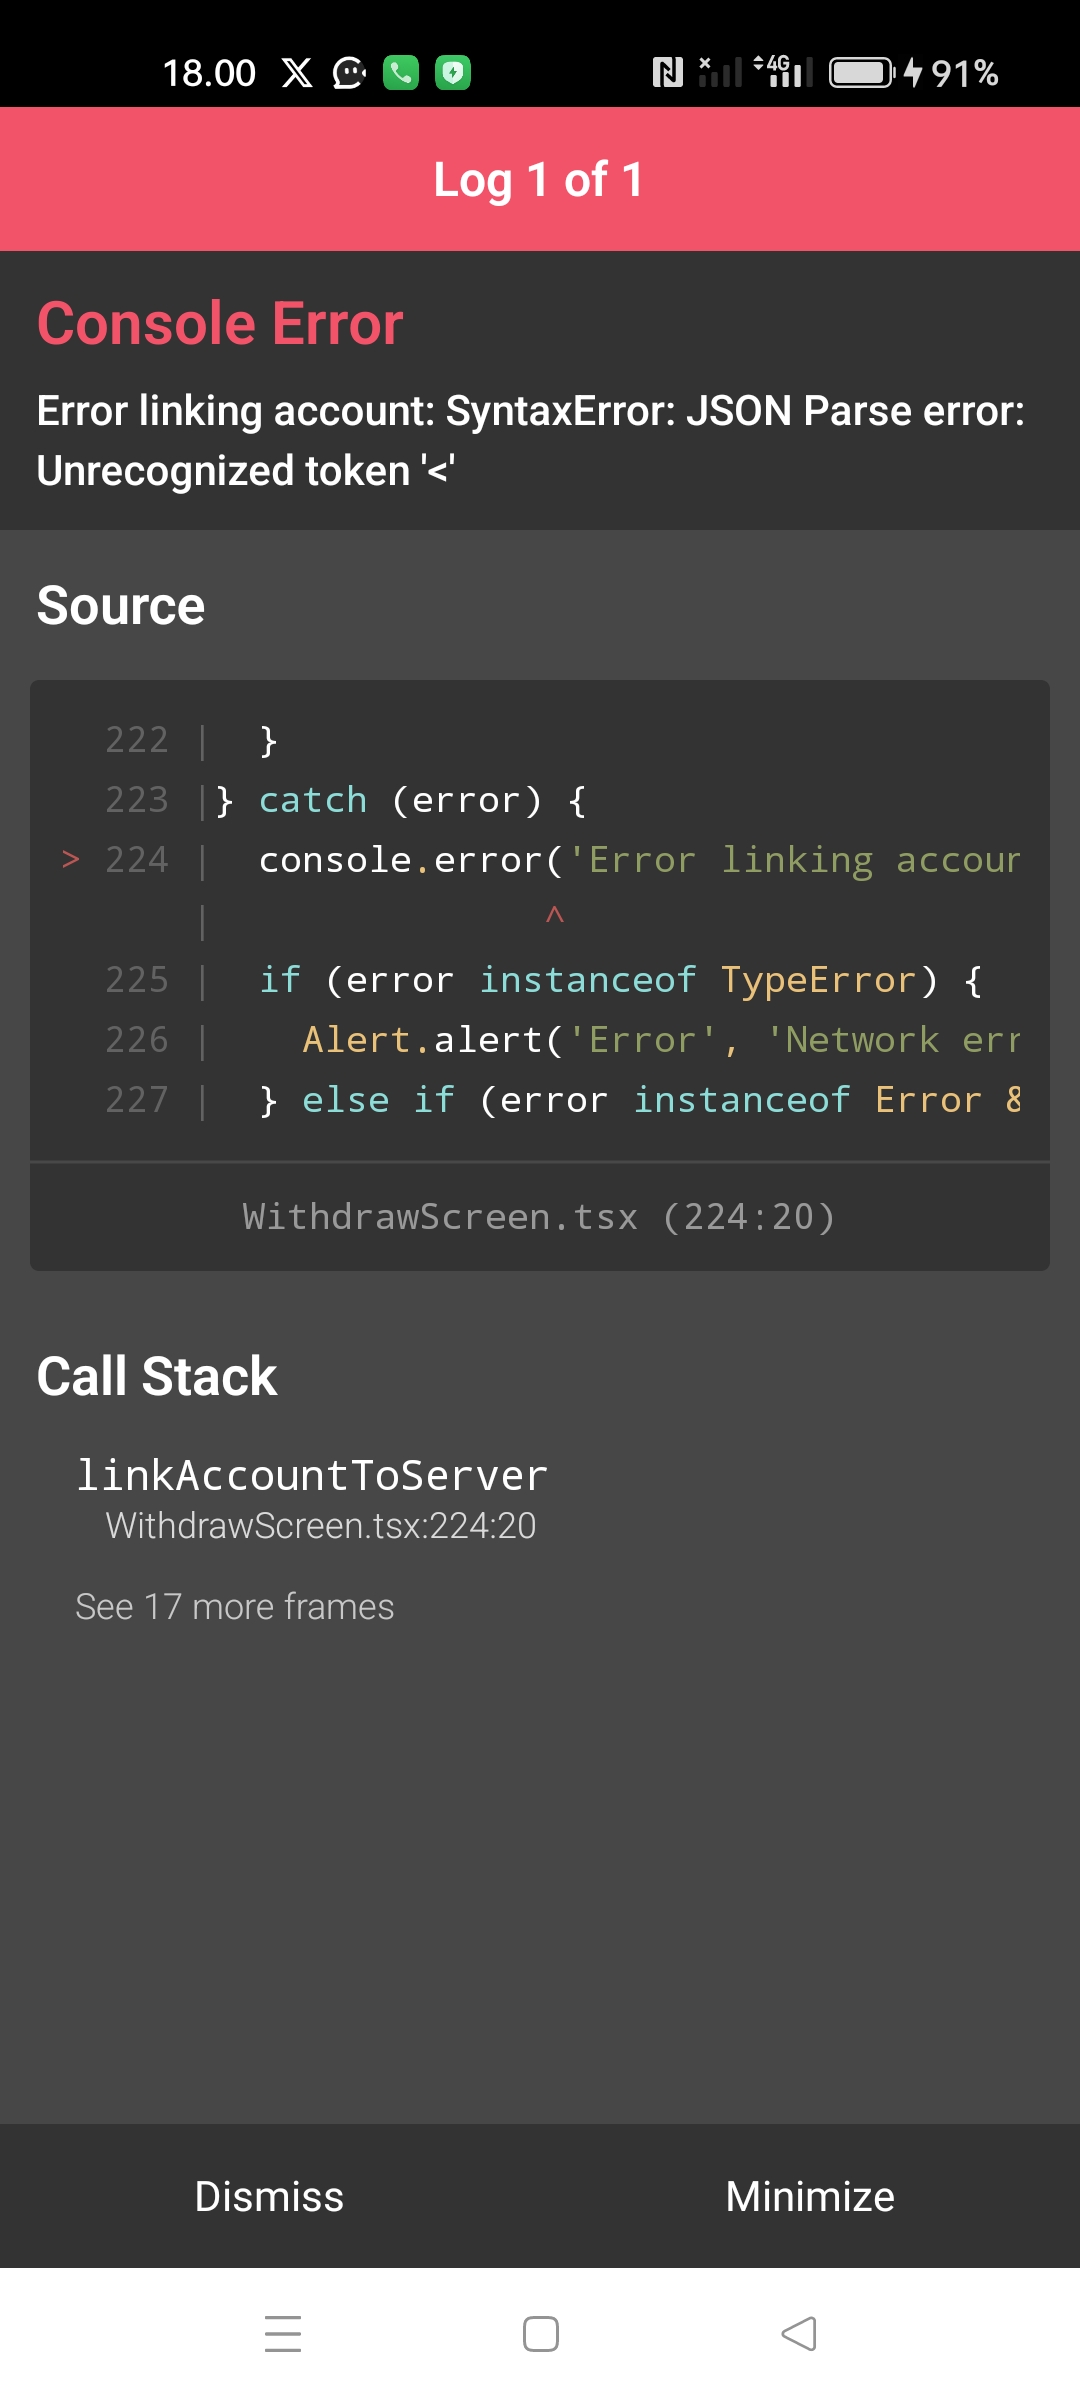 18.00 4G 91%
Log 1 of 1
Console Error
Error linking account: SyntaxError: JSON Parse error:
Unrecognized token '<'
Source
222 |   }
223 |} catch (error) {
> 224 |   console.error('Error linking accoun
|                ^
225 |   if (error instanceof TypeError) {
226 |     Alert.alert('Error', 'Network err
227 |   } else if (error instanceof Error &
WithdrawScreen.tsx (224:20)
Call Stack
linkAccountToServer
WithdrawScreen.tsx:224:20
See 17 more frames
Dismiss Minimize